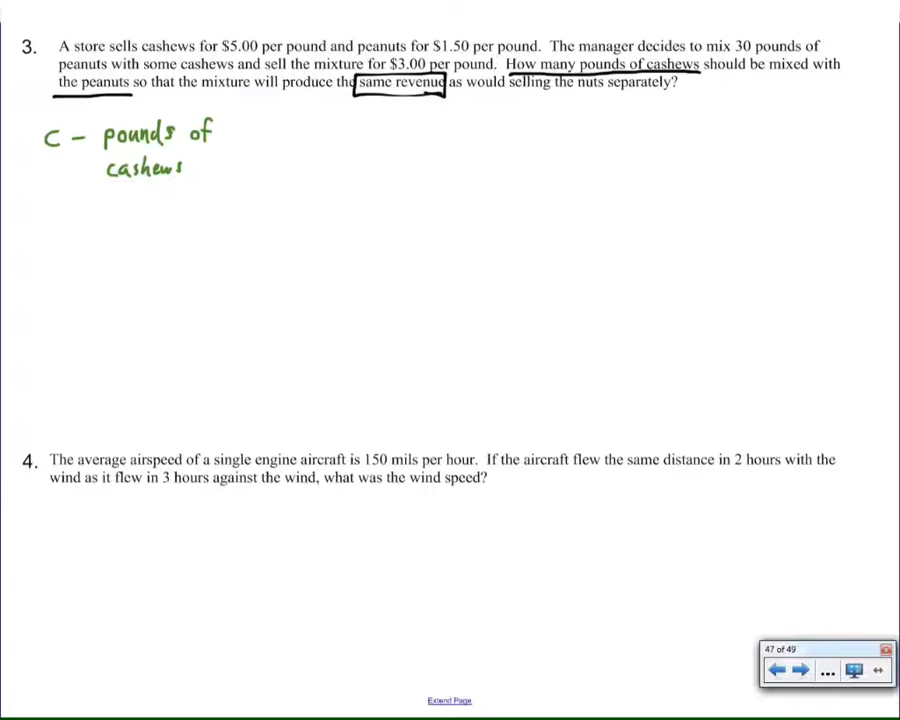 3. A store sells cashews for $5.00 per pound and peanuts for $1.50 per pound. The manager decides to mix 30 pounds of
peanuts with some cashews and sell the mixture for $3.00 per pound. How many pounds of cashews should be mixed with
the peanuts so that the mixture will produce the same revenue as would selling the nuts separately?
C - pounds of
cashews
4. The average airspeed of a single engine aircraft is 150 mils per hour. If the aircraft flew the same distance in 2 hours with the
wind as it flew in 3 hours against the wind, what was the wind speed?
47 of 49
...
Extend Page